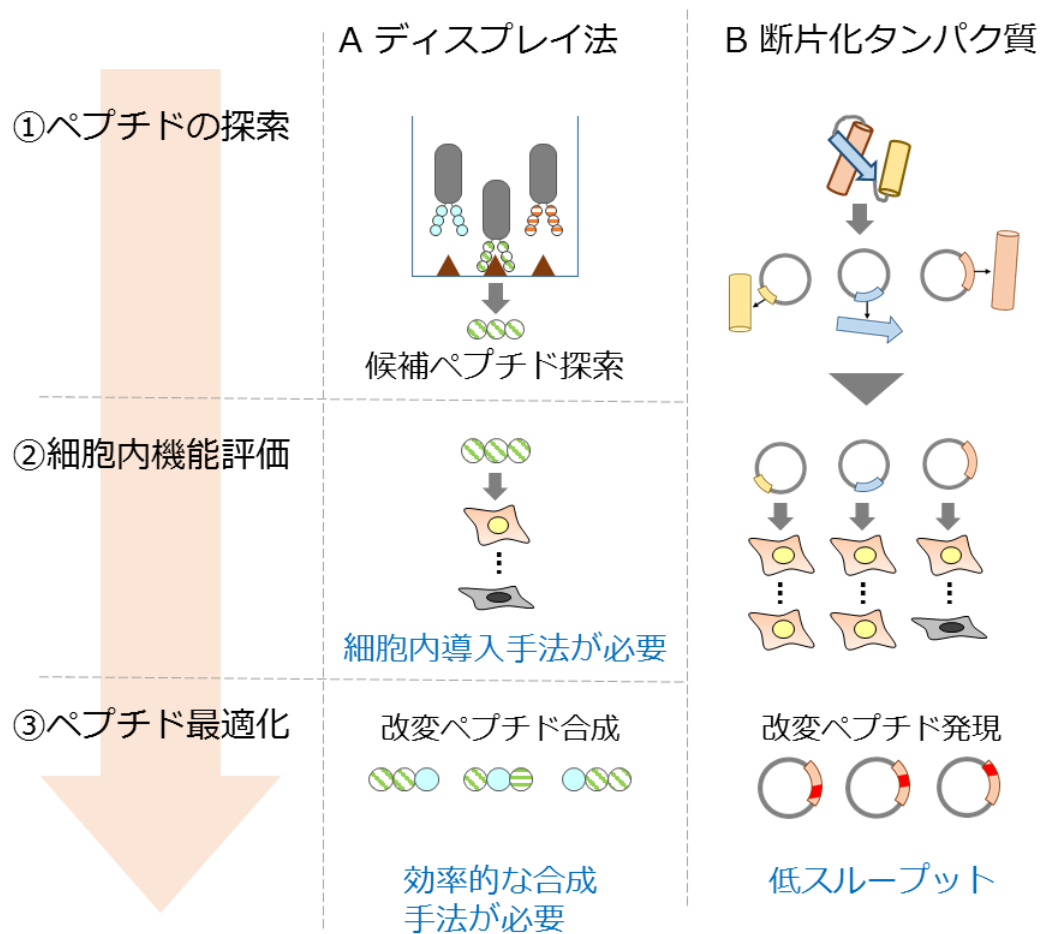 A ディスプレイ法
B 断片化タンパク質
①ペプチドの探索
候補ペプチド探索
②細胞内機能評価
細胞内導入手法が必要
③ペプチド最適化
改変ペプチド合成
改変ペプチド発現
効率的な合成
手法が必要
低スループット